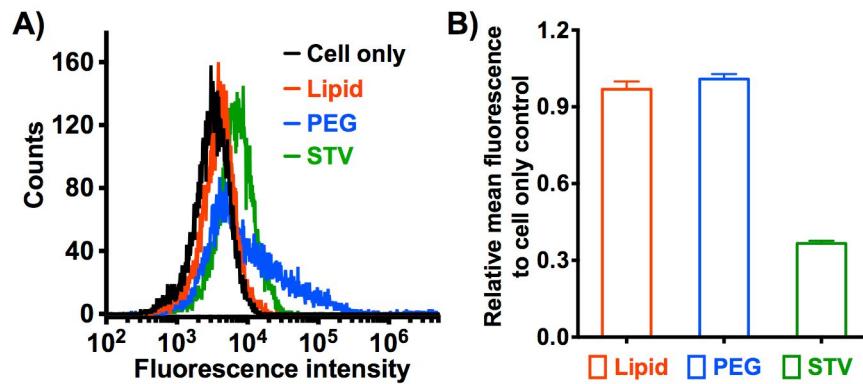 A)
Counts
160
120
80
40
0
10²
10³
10⁴
10⁵
10⁶
Fluorescence intensity
Cell only
Lipid
PEG
STV
B)
Relative mean fluorescence
to cell only control
1.2
0.9
0.6
0.3
0.0
Lipid PEG STV